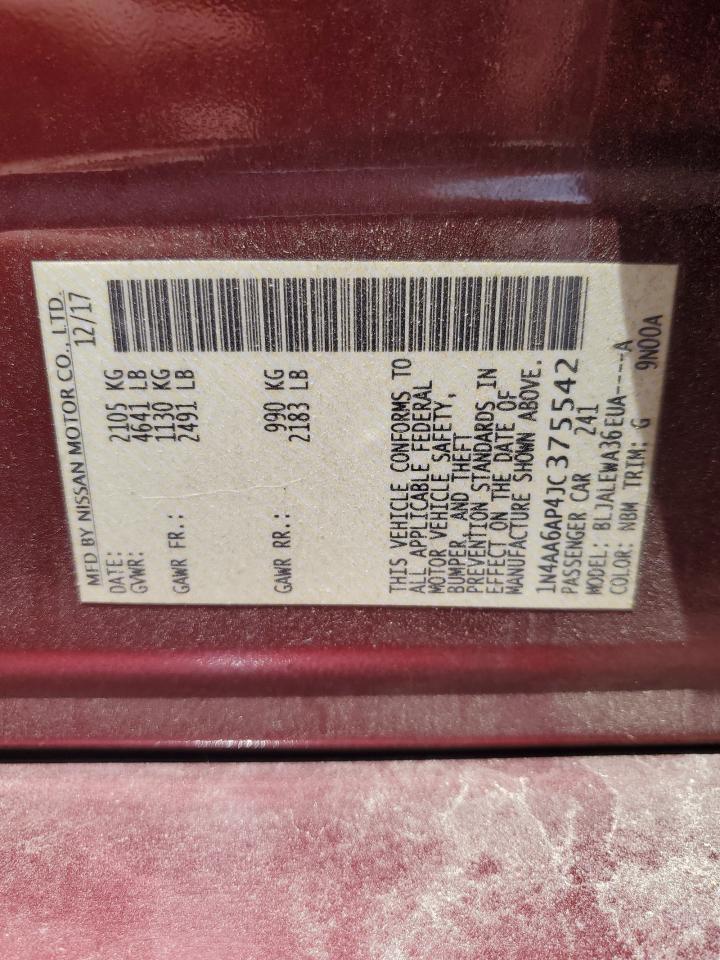 MFD BY NISSAN MOTOR CO., LTD.
DATE: 12/17
GVWR: 2105 KG
4641 LB
GAWR FR.: 1130 KG
2491 LB
GAWR RR.: 990 KG
2183 LB
THIS VEHICLE CONFORMS TO
ALL APPLICABLE FEDERAL
MOTOR VEHICLE SAFETY,
BUMPER, AND THEFT
PREVENTION STANDARDS IN
EFFECT ON THE DATE OF
MANUFACTURE SHOWN ABOVE.
1N4AA6AP4JC375542
PASSENGER CAR 241
MODEL: BLJALEWA36EUA----A
COLOR: NBM TRIM: G 9N00A